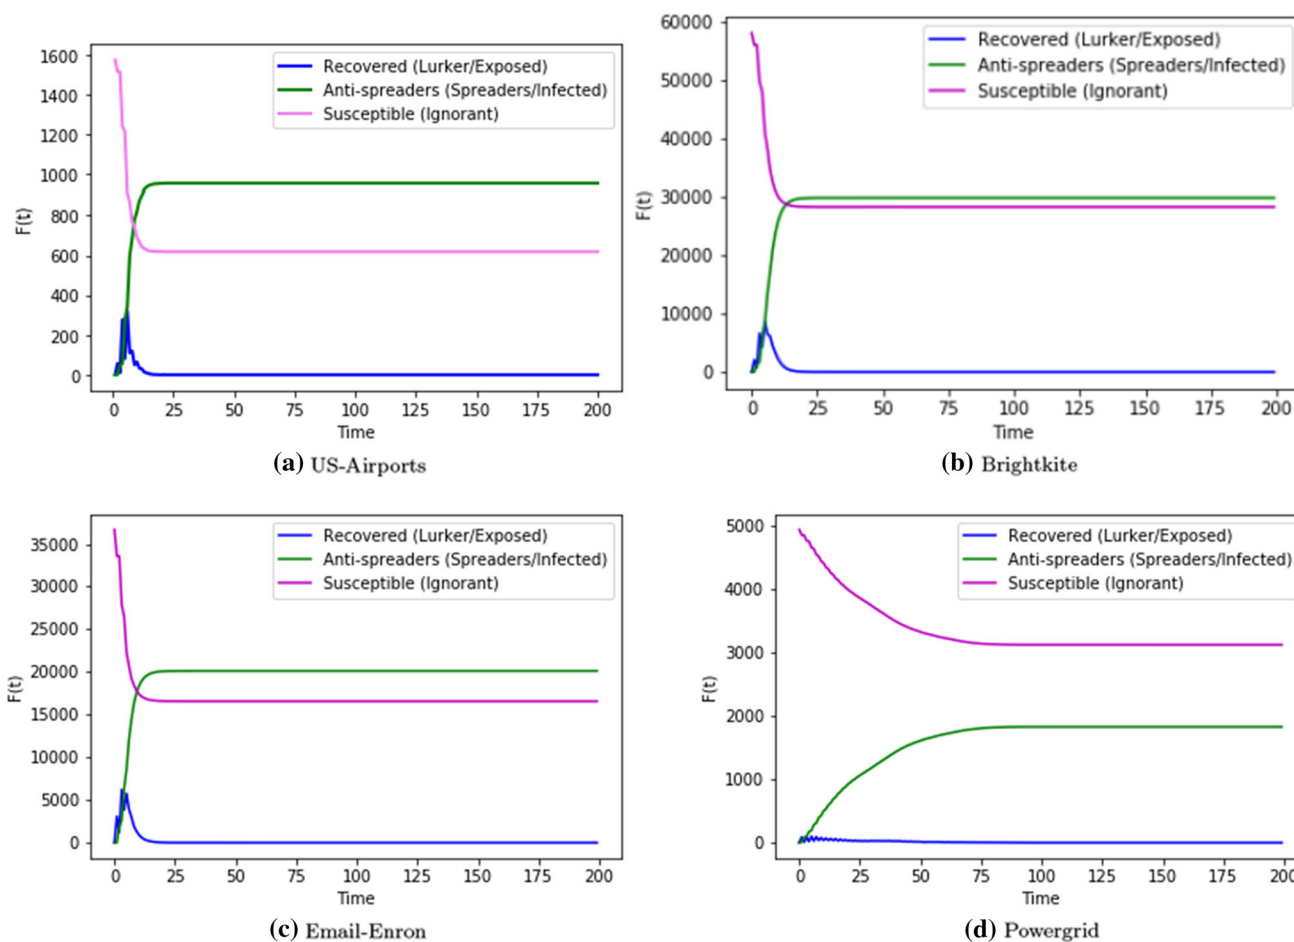 Recovered (Lurker/Exposed)
Anti-spreaders (Spreaders/Infected)
Susceptible (Ignorant)
1600
1400
1200
1000
800
600
400
200
0
F(t)
0 25 50 75 100 125 150 175 200
Time
(a) US-Airports
Recovered (Lurker/Exposed)
Anti-spreaders (Spreaders/Infected)
Susceptible (Ignorant)
60000
50000
40000
30000
20000
10000
0
F(t)
0 25 50 75 100 125 150 175 200
Time
(b) Brightkite
Recovered (Lurker/Exposed)
Anti-spreaders (Spreaders/Infected)
Susceptible (Ignorant)
35000
30000
25000
20000
15000
10000
5000
0
F(t)
0 25 50 75 100 125 150 175 200
Time
(c) Email-Enron
Recovered (Lurker/Exposed)
Anti-spreaders (Spreaders/Infected)
Susceptible (Ignorant)
5000
4000
3000
2000
1000
0
F(t)
0 25 50 75 100 125 150 175 200
Time
(d) Powergrid